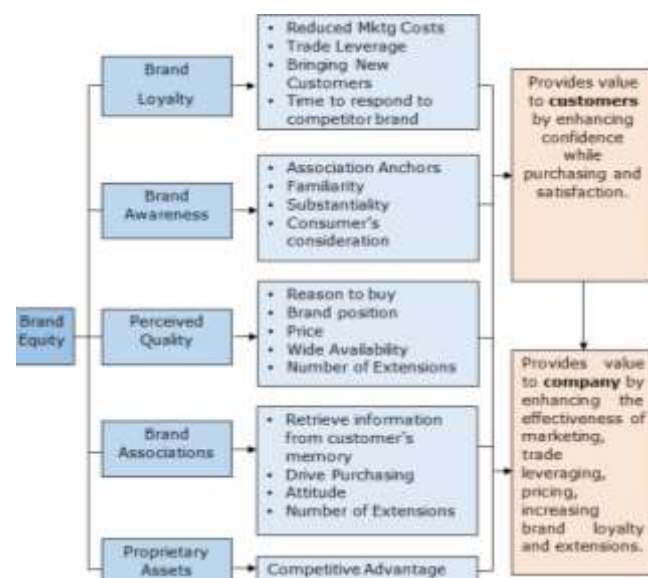 Brand
Equity
Brand
Loyalty
• Reduced Mktg Costs
• Trade Leverage
• Bringing New
Customers
• Time to respond to
competitor brand
Brand
Awareness
• Association Anchors
• Familiarity
• Substantiality
• Consumer's
consideration
Perceived
Quality
• Reason to buy
• Brand position
• Price
• Wide Availability
• Number of Extensions
Brand
Associations
• Retrieve information
from customer's
memory
• Drive Purchasing
• Attitude
• Number of Extensions
Proprietary
Assets
Competitive Advantage
Provides value
to customers
by enhancing
confidence
while
purchasing and
satisfaction.
Provides value
to company by
enhancing the
effectiveness of
marketing,
trade
leveraging,
pricing,
increasing
brand loyalty
and extensions.